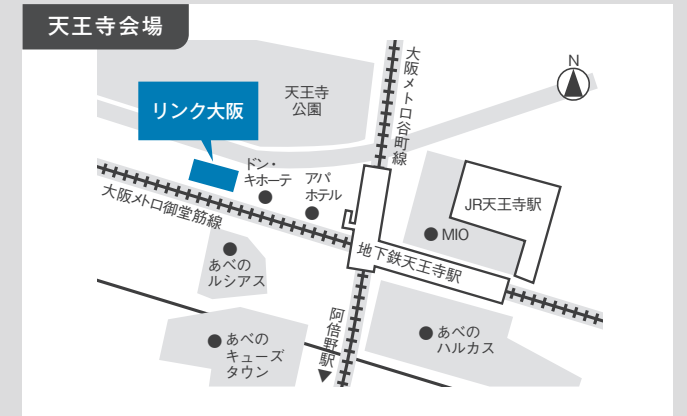 天王寺会場
N
大阪メトロ谷町線
天王寺
公園
リンク大阪
ドン・
キホーテ
アパ
ホテル
JR天王寺駅
MIO
大阪メトロ御堂筋線
地下鉄天王寺駅
あべの
ルシアス
阿倍野駅
あべの
キューズ
タウン
あべの
ハルカス